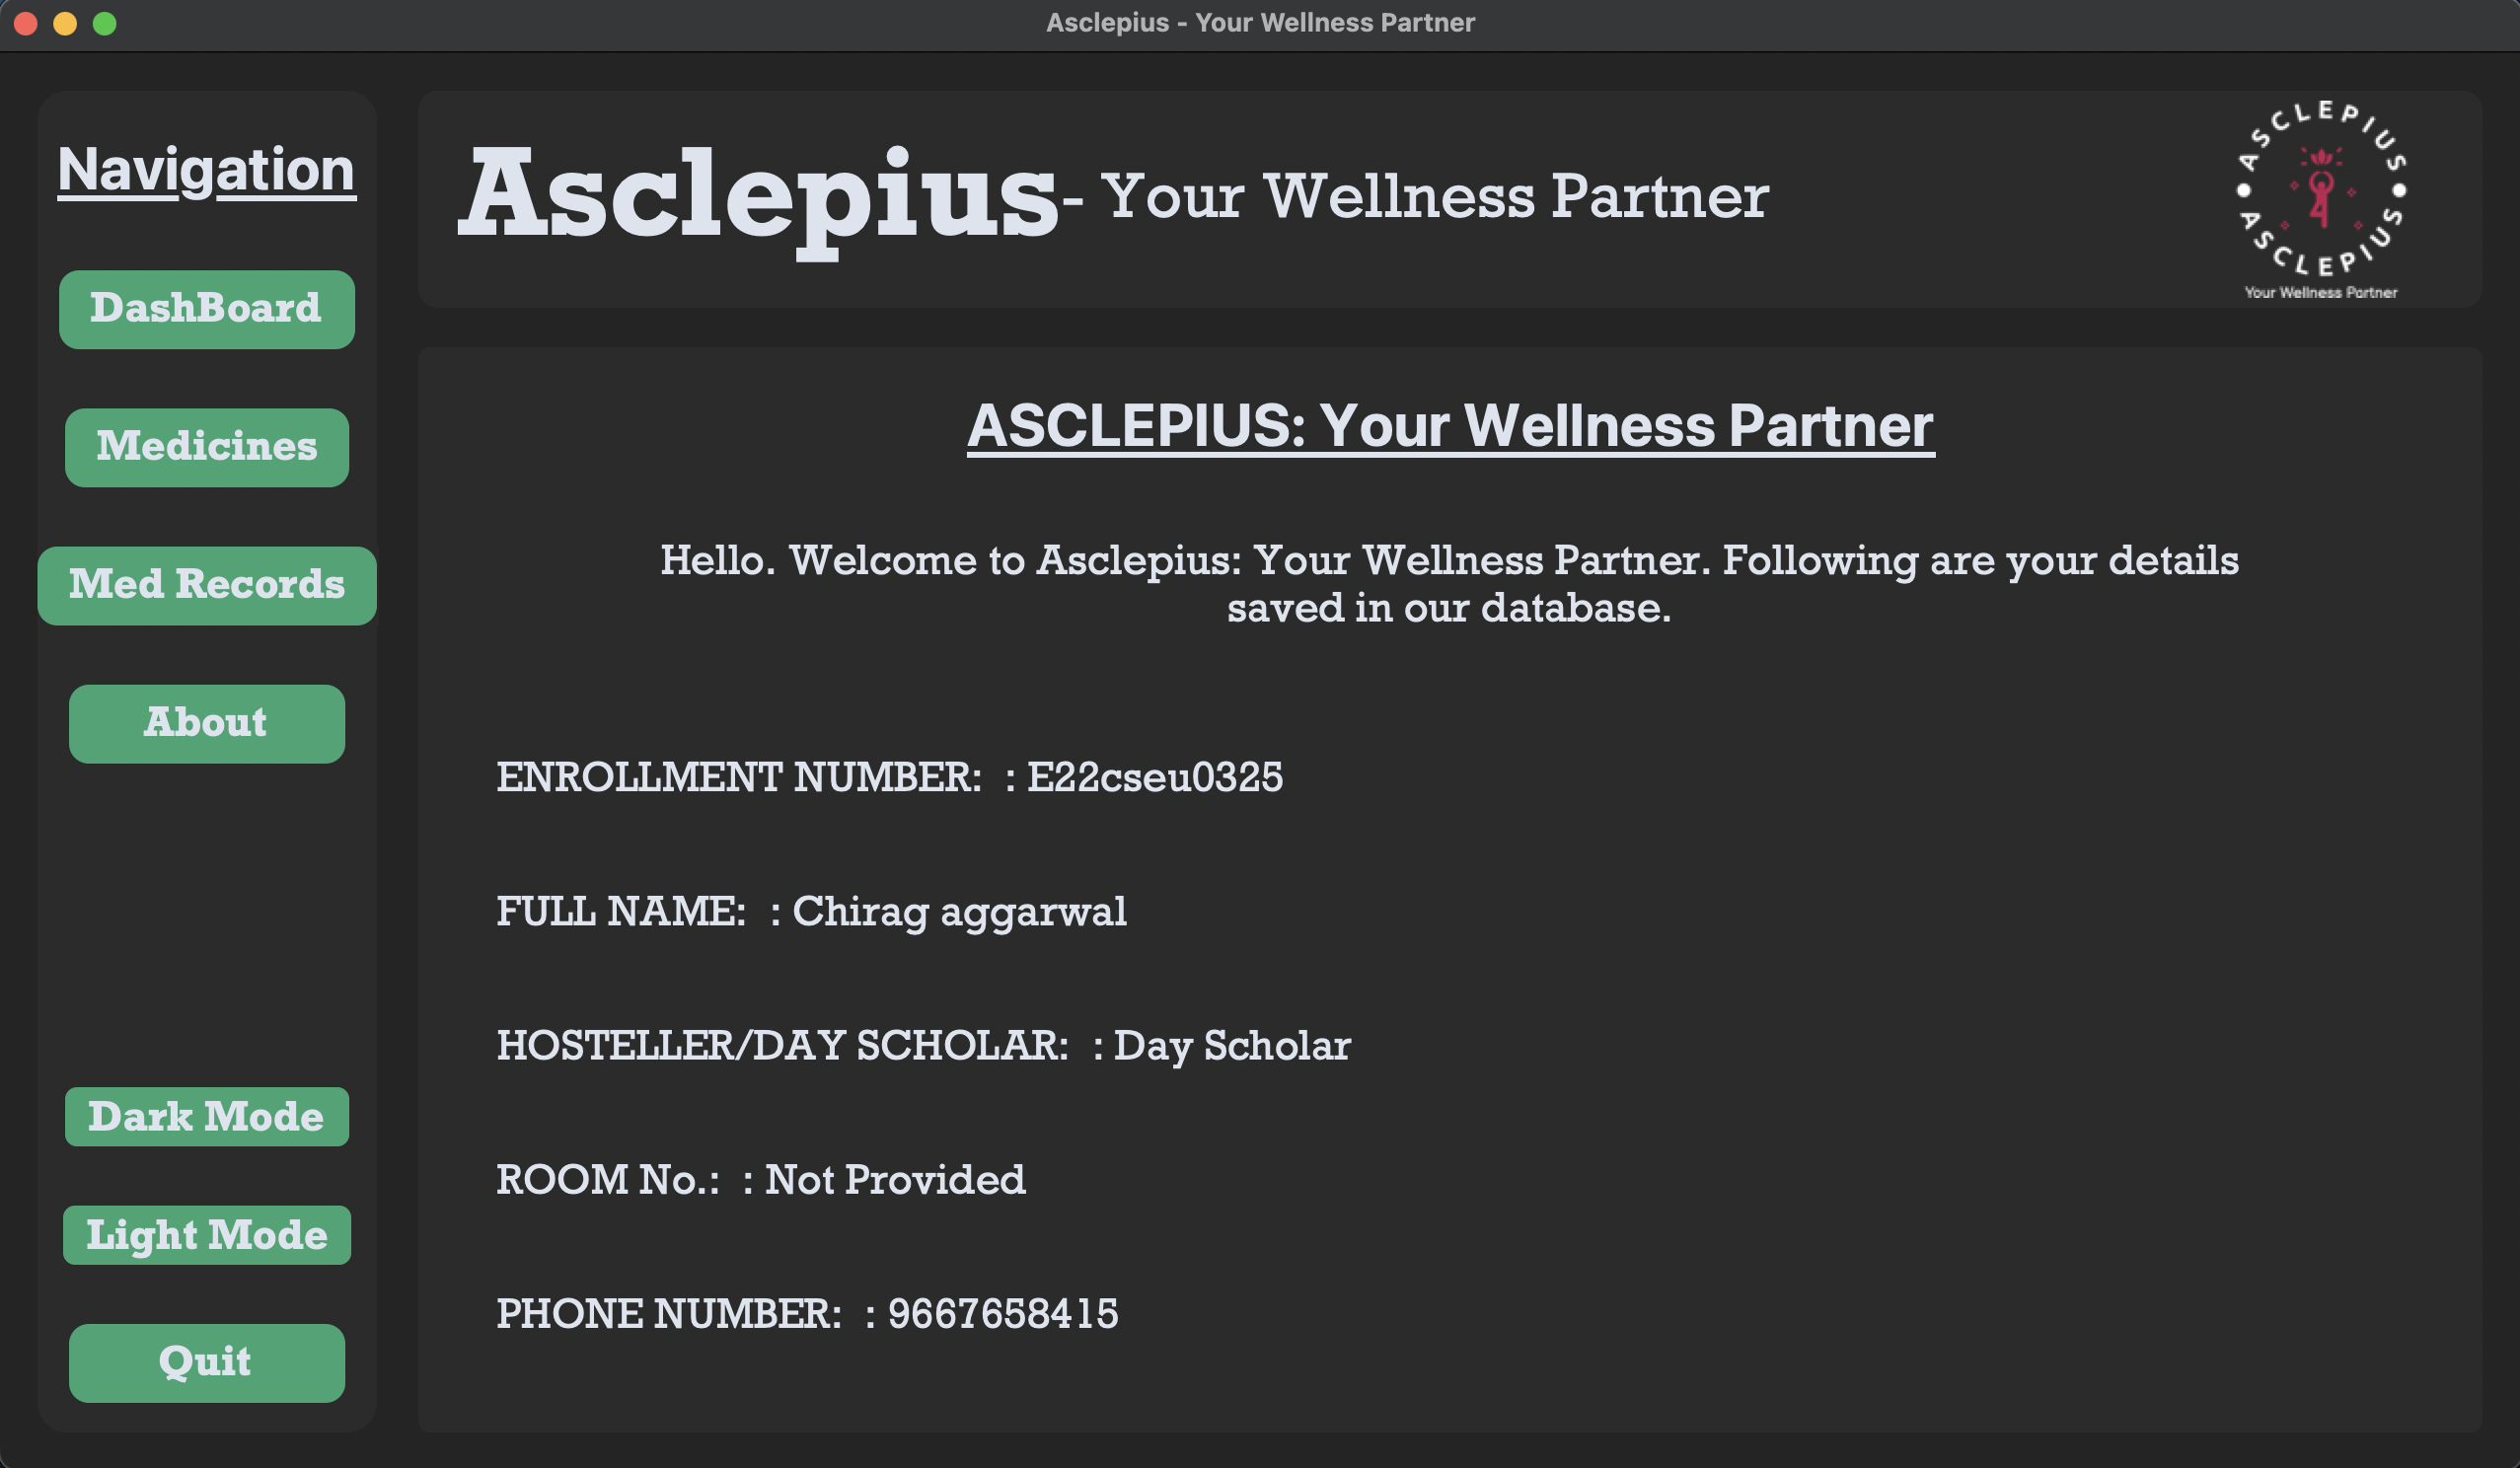 Asclepius - Your Wellness Partner
Navigation
DashBoard
Medicines
Med Records
About
Dark Mode
Light Mode
Quit
Asclepius- Your Wellness Partner
ASCLEPIUS
ASCLEPIUS
Your Wellness Partner
ASCLEPIUS: Your Wellness Partner
Hello. Welcome to Asclepius: Your Wellness Partner. Following are your details
saved in our database.
ENROLLMENT NUMBER:  : E22cseu0325
FULL NAME:  : Chirag aggarwal
HOSTELLER/DAY SCHOLAR:  : Day Scholar
ROOM No.:  : Not Provided
PHONE NUMBER:  : 9667658415